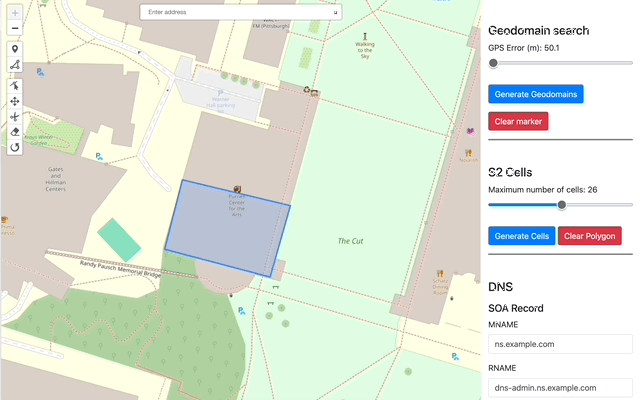 Enter address
FM (Pittsburgh)
Walking
to the
Sky
Gates
and
Hillman
Centers
Purnell
Center
for the
Arts
The Cut
Randy Pausch Memorial Bridge
Geodomain search
GPS Error (m): 50.1
Generate Geodomains
Clear marker
S2 Cells
Maximum number of cells: 26
Generate Cells
Clear Polygon
DNS
SOA Record
MNAME
ns.example.com
RNAME
dns-admin.ns.example.com